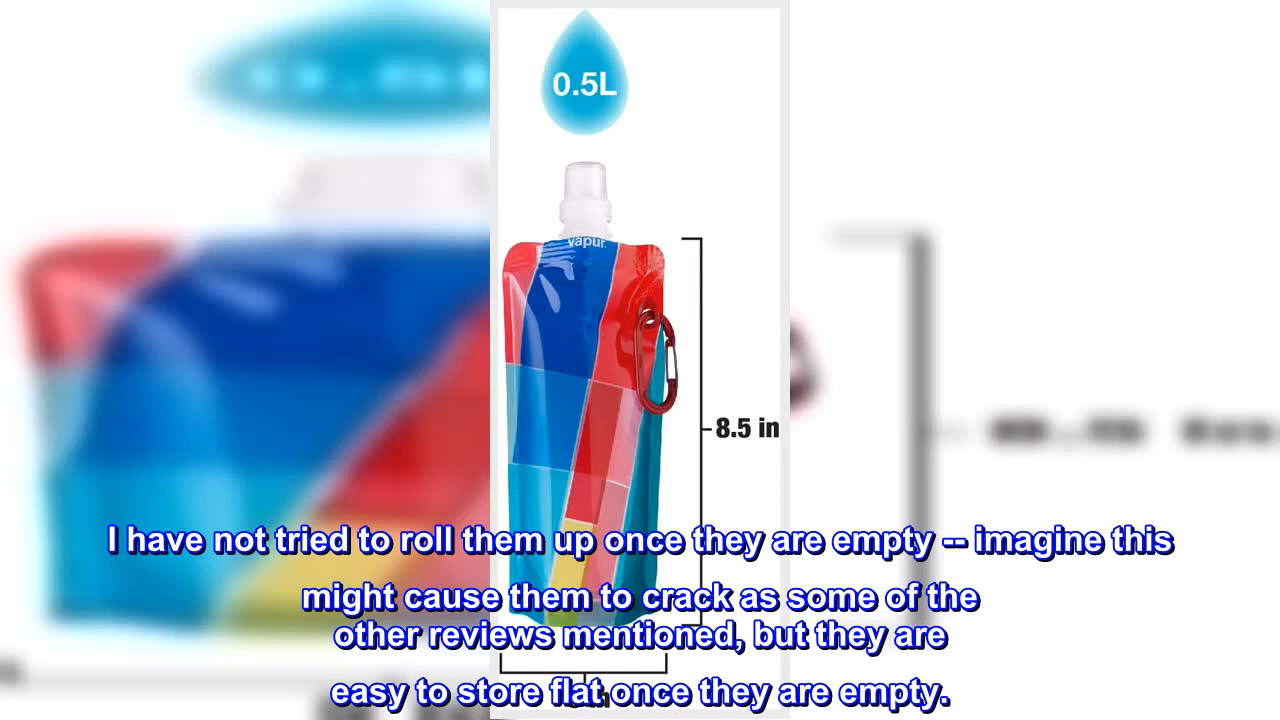 0.5L
vapur
8.5 in
I have not tried to roll them up once they are empty -- imagine this
might cause them to crack as some of the
other reviews mentioned, but they are
easy to store flat once they are empty.